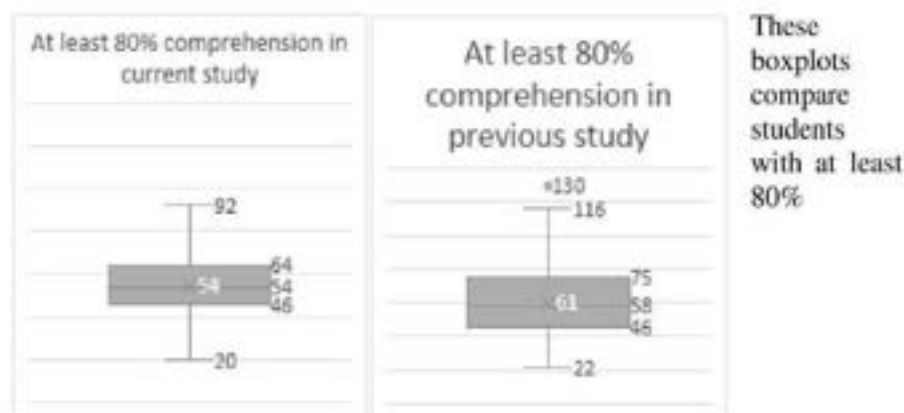 At least 80% comprehension in
current study
92
64
54
54
46
20
At least 80%
comprehension in
previous study
130
116
75
61
58
46
22
These
boxplots
compare
students
with at least
80%